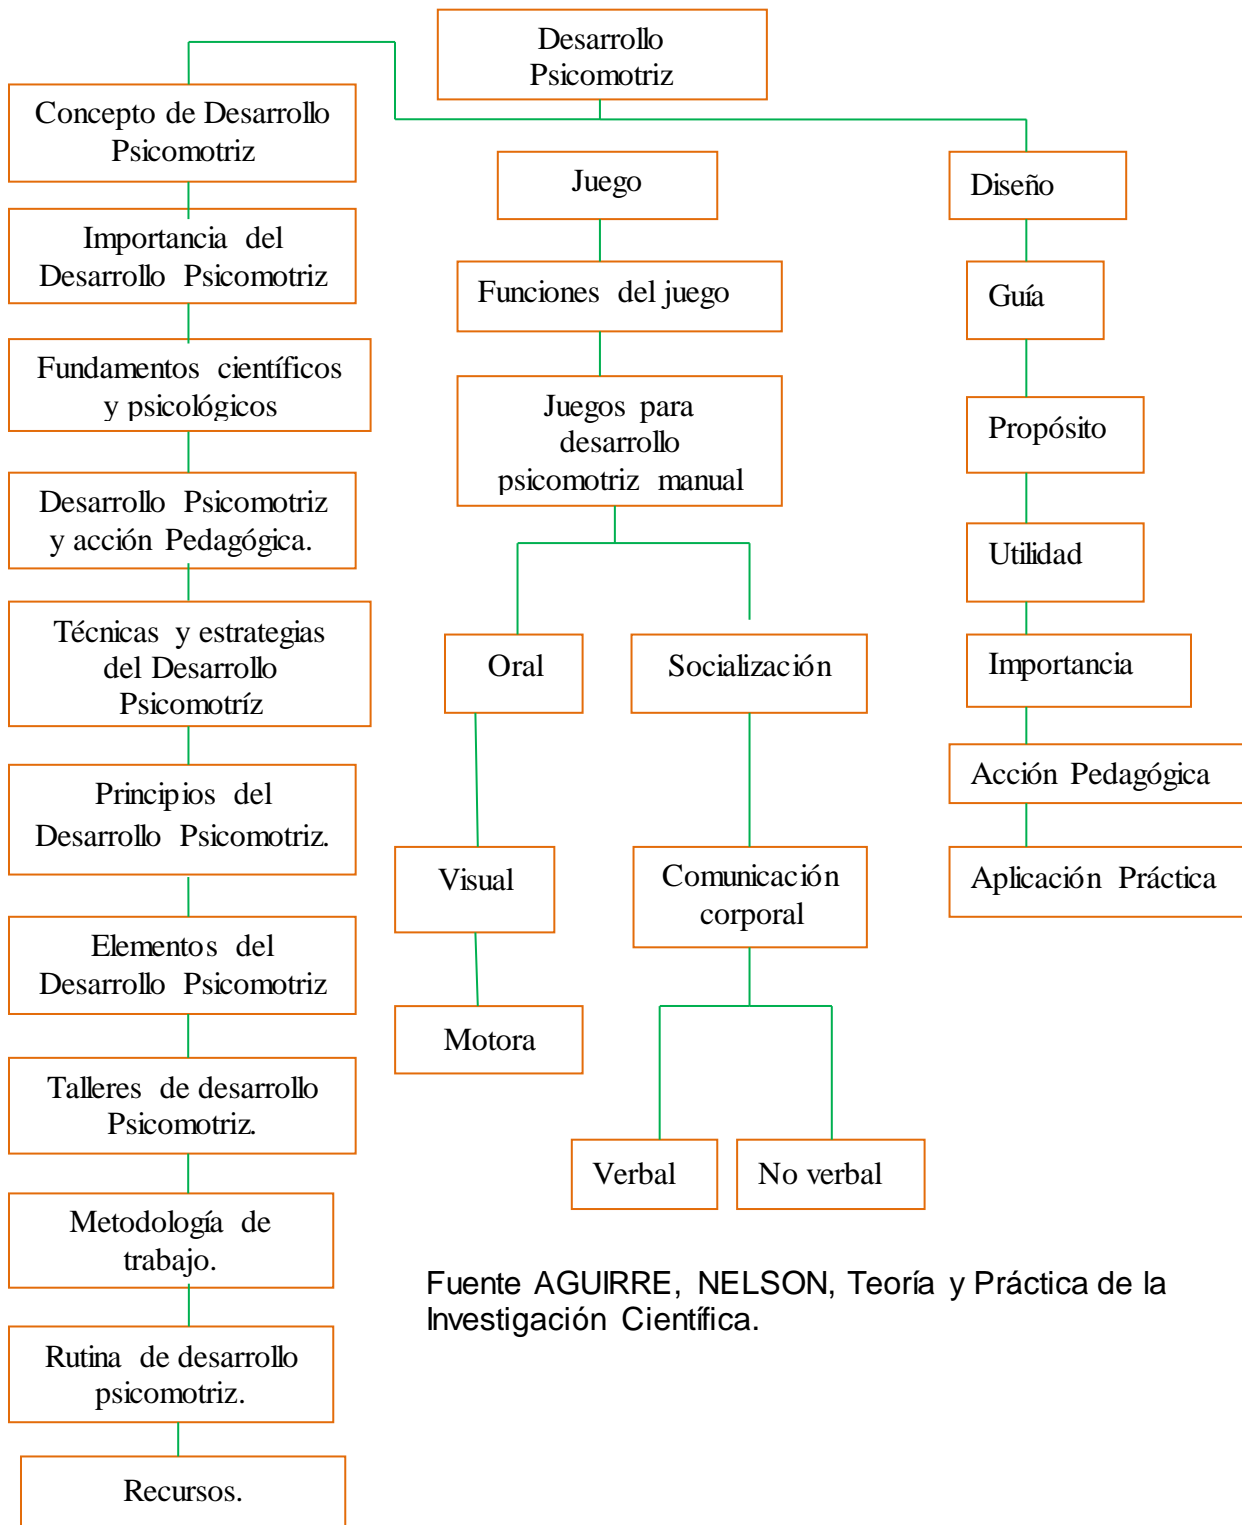 Desarrollo
Psicomotriz
Concepto de Desarrollo
Psicomotriz
Importancia del
Desarrollo Psicomotriz
Fundamentos científicos
y psicológicos
Desarrollo Psicomotriz
y acción Pedagógica.
Técnicas y estrategias
del Desarrollo
Psicomotríz
Principios del
Desarrollo Psicomotriz.
Elementos del
Desarrollo Psicomotriz
Talleres de desarrollo
Psicomotriz.
Metodología de
trabajo.
Rutina de desarrollo
psicomotriz.
Recursos.
Juego
Funciones del juego
Juegos para
desarrollo
psicomotriz manual
Oral
Visual
Motora
Socialización
Comunicación
corporal
Verbal
No verbal
Diseño
Guía
Propósito
Utilidad
Importancia
Acción Pedagógica
Aplicación Práctica
Fuente AGUIRRE, NELSON, Teoría y Práctica de la
Investigación Científica.